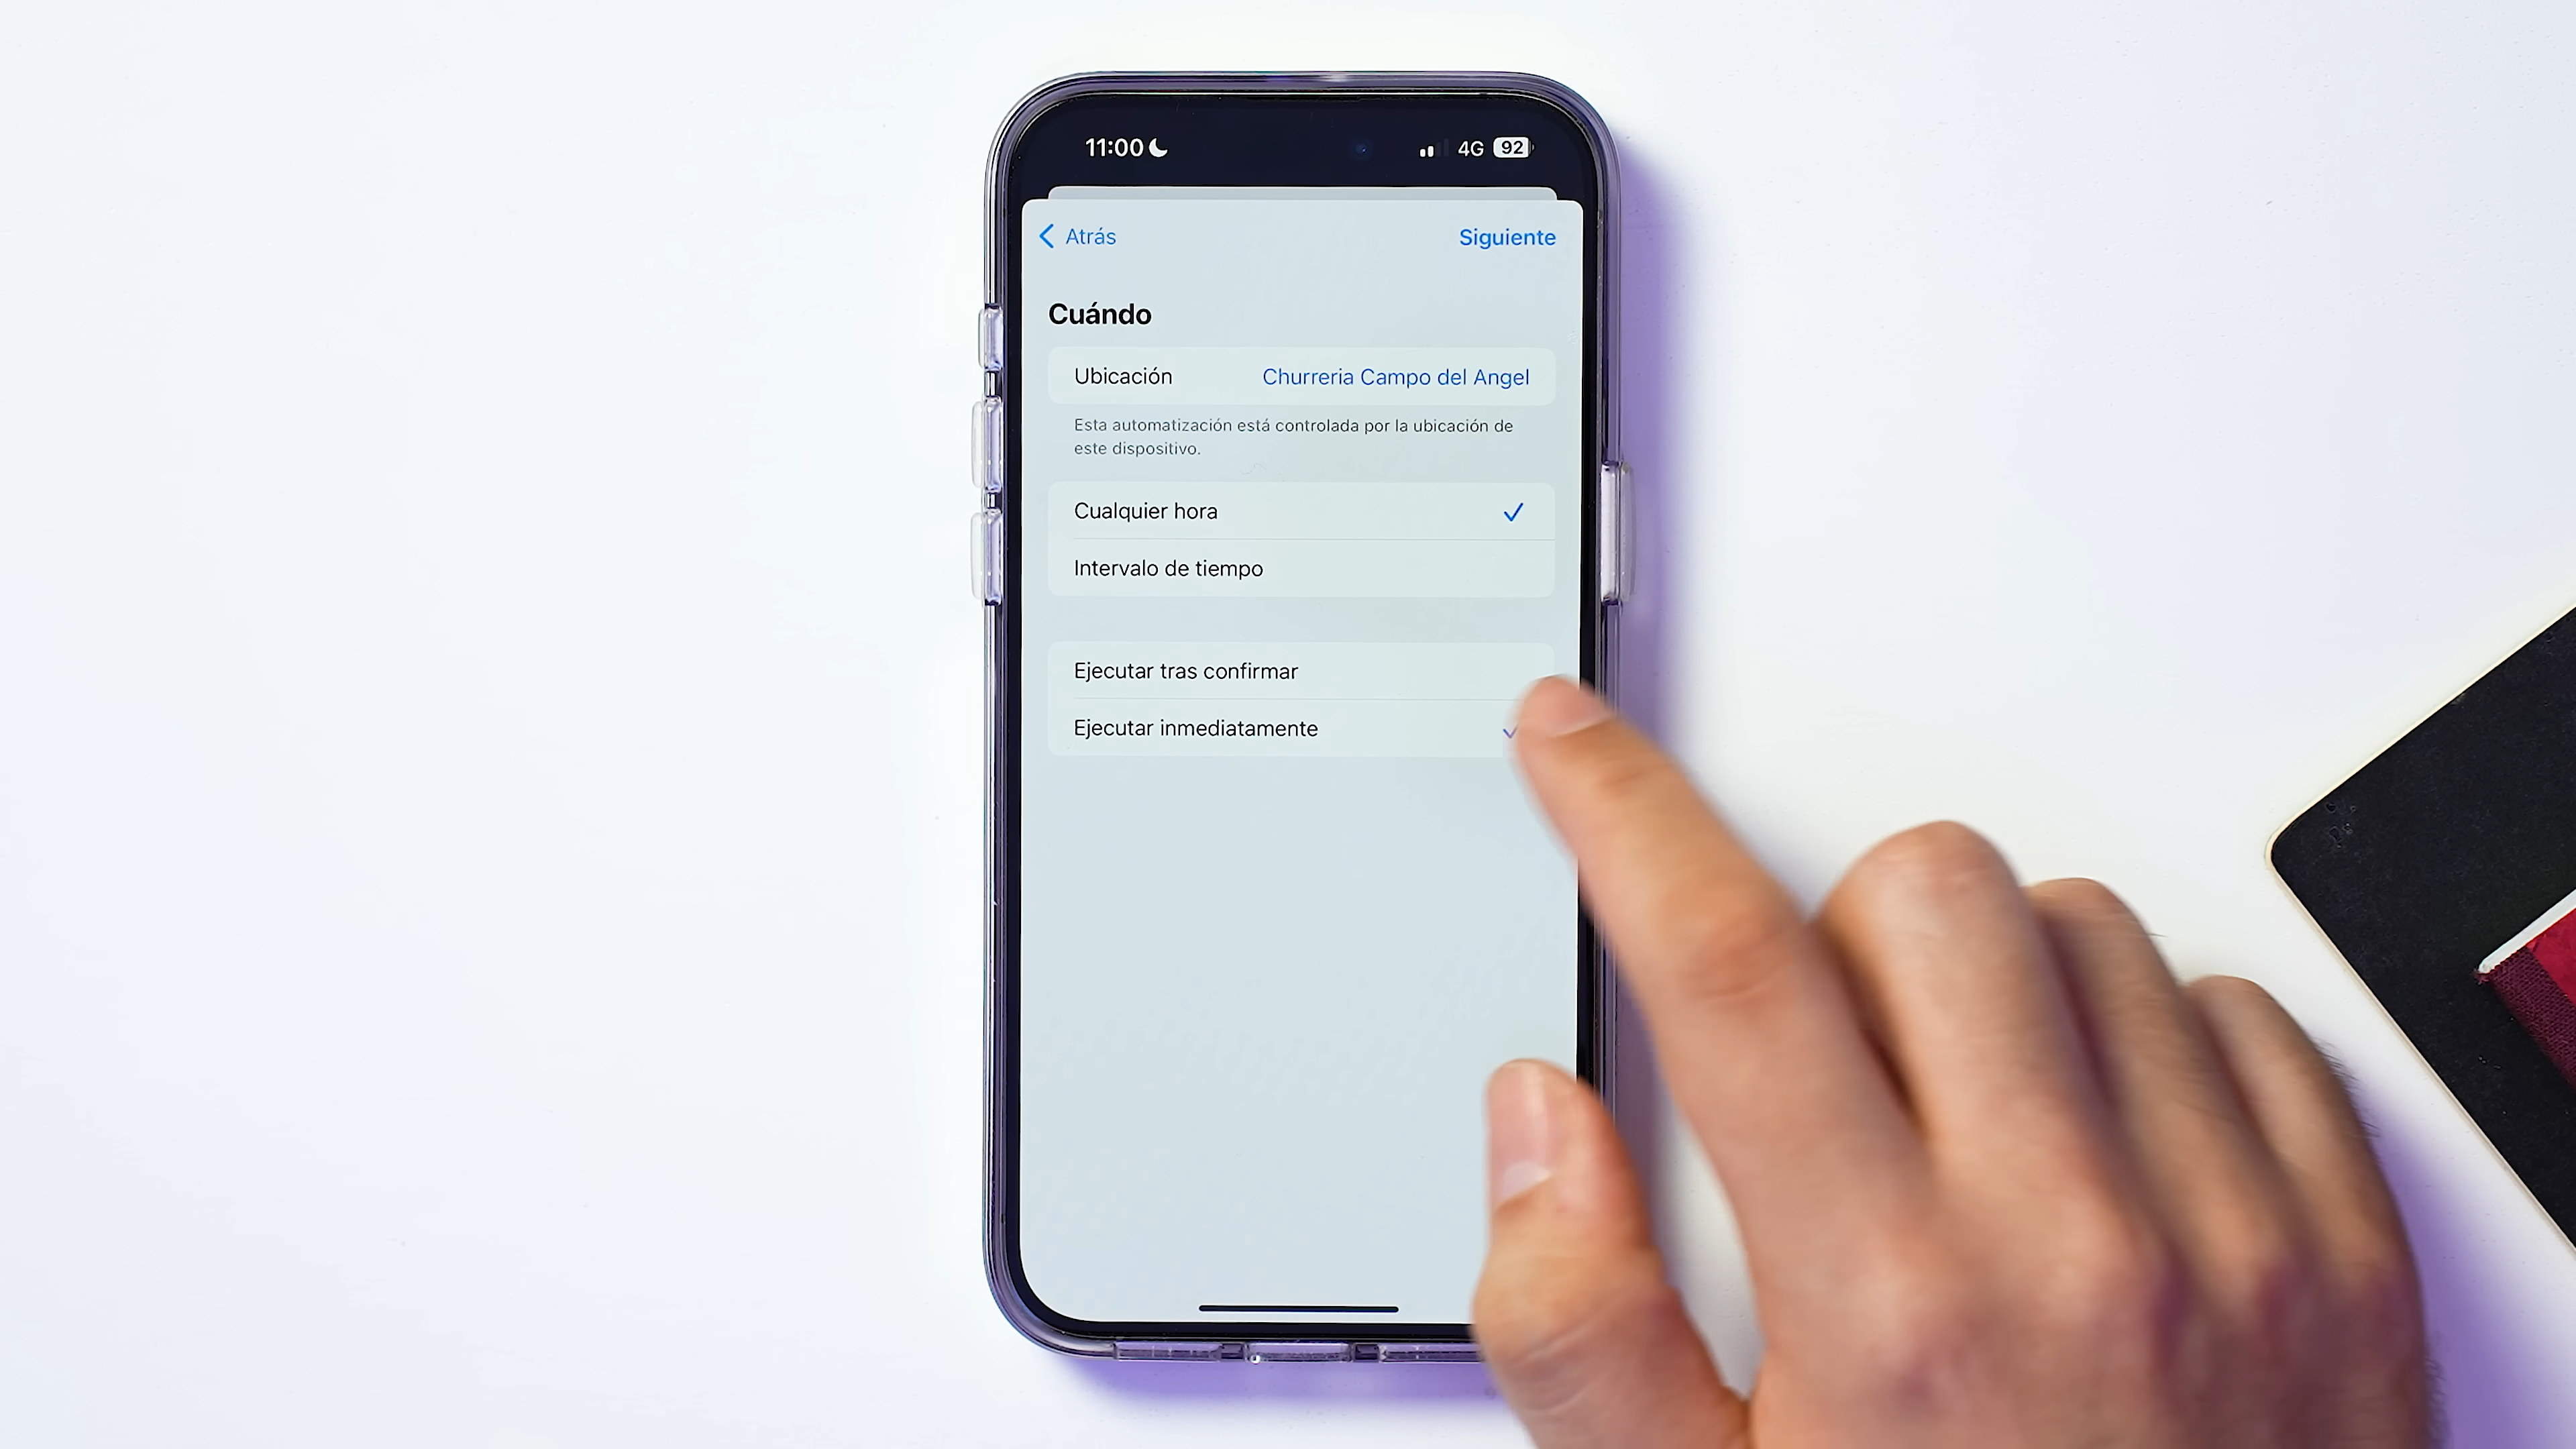 11:00 4G 92
Atrás Siguiente
Cuándo
Ubicación Churreria Campo del Angel
Esta automatización está controlada por la ubicación de
este dispositivo.
Cualquier hora
Intervalo de tiempo
Ejecutar tras confirmar
Ejecutar inmediatamente